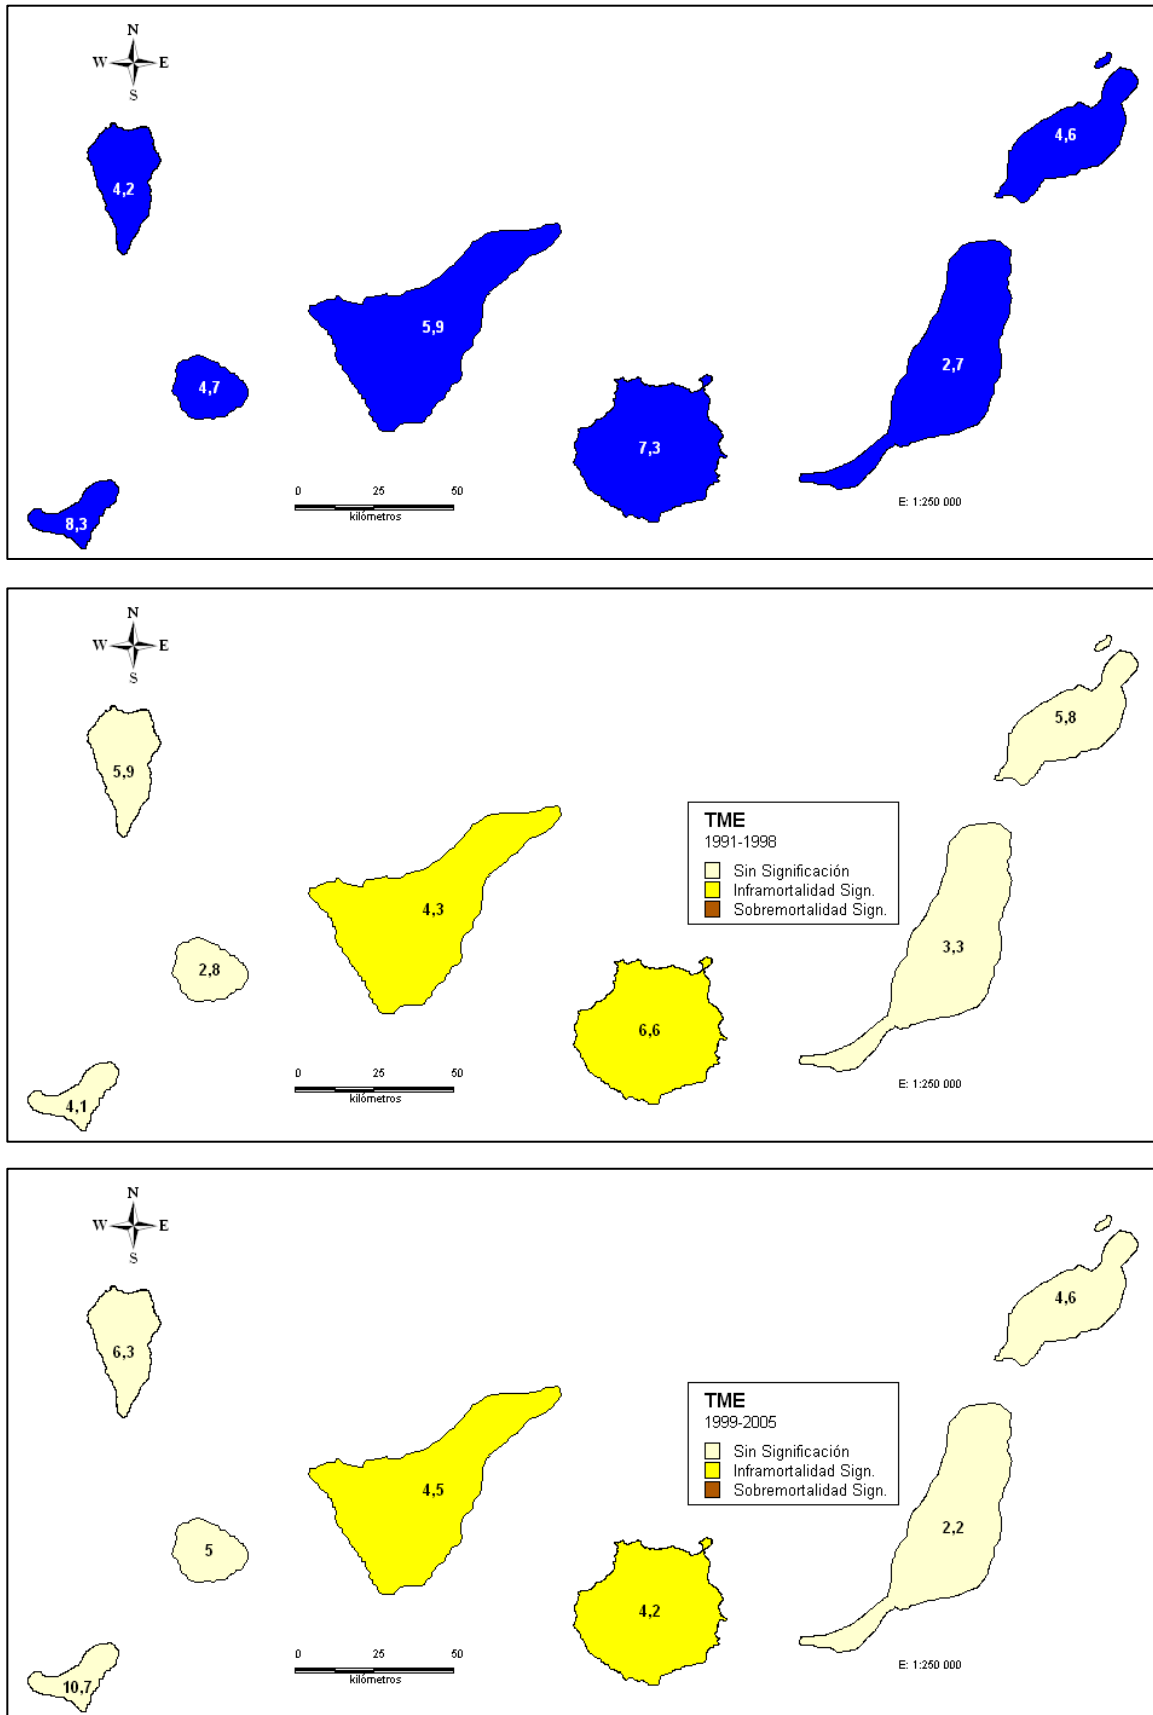 N
W E
S
4,6
4,2
5,9
2,7
4,7
7,3
0 25 50
kilómetros
E: 1:250 000
8,3
N
W E
S
5,8
5,9
TME
1991-1998
Sin Significación
Inframortalidad Sign.
Sobremortalidad Sign.
4,3
3,3
2,8
6,6
0 25 50
kilómetros
E: 1:250 000
4,1
N
W E
S
4,6
6,3
TME
1999-2005
Sin Significación
Inframortalidad Sign.
Sobremortalidad Sign.
4,5
2,2
5
4,2
0 25 50
kilómetros
E: 1:250 000
10,7